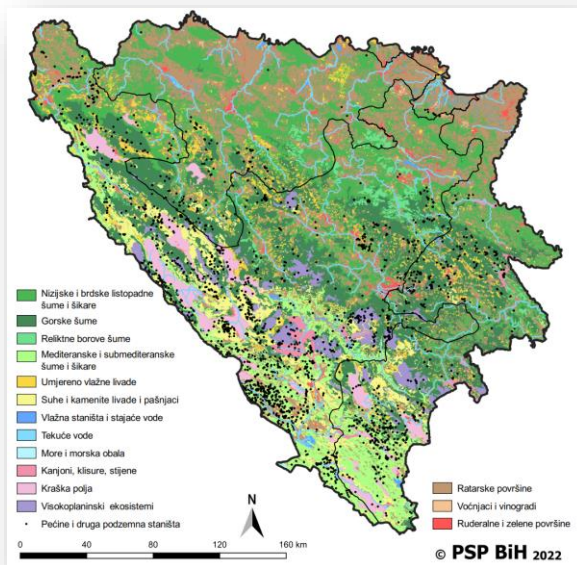 Nizijske i brdske listopadne
šume i šikare
Gorske šume
Reliktne borove šume
Mediteranske i submediteranske
šume i šikare
Umjereno vlažne livade
Suhe i kamenite livade i pašnjaci
Vlažna staništa i stajaće vode
Tekuće vode
More i morska obala
Kanjoni, klisure, stijene
Kraška polja
Visokoplaninski ekosistemi
Pećine i druga podzemna staništa
Ratarske površine
Voćnjaci i vinogradi
Ruderalne i zelene površine
N
0 40 80 120 160 km
© PSP BiH 2022